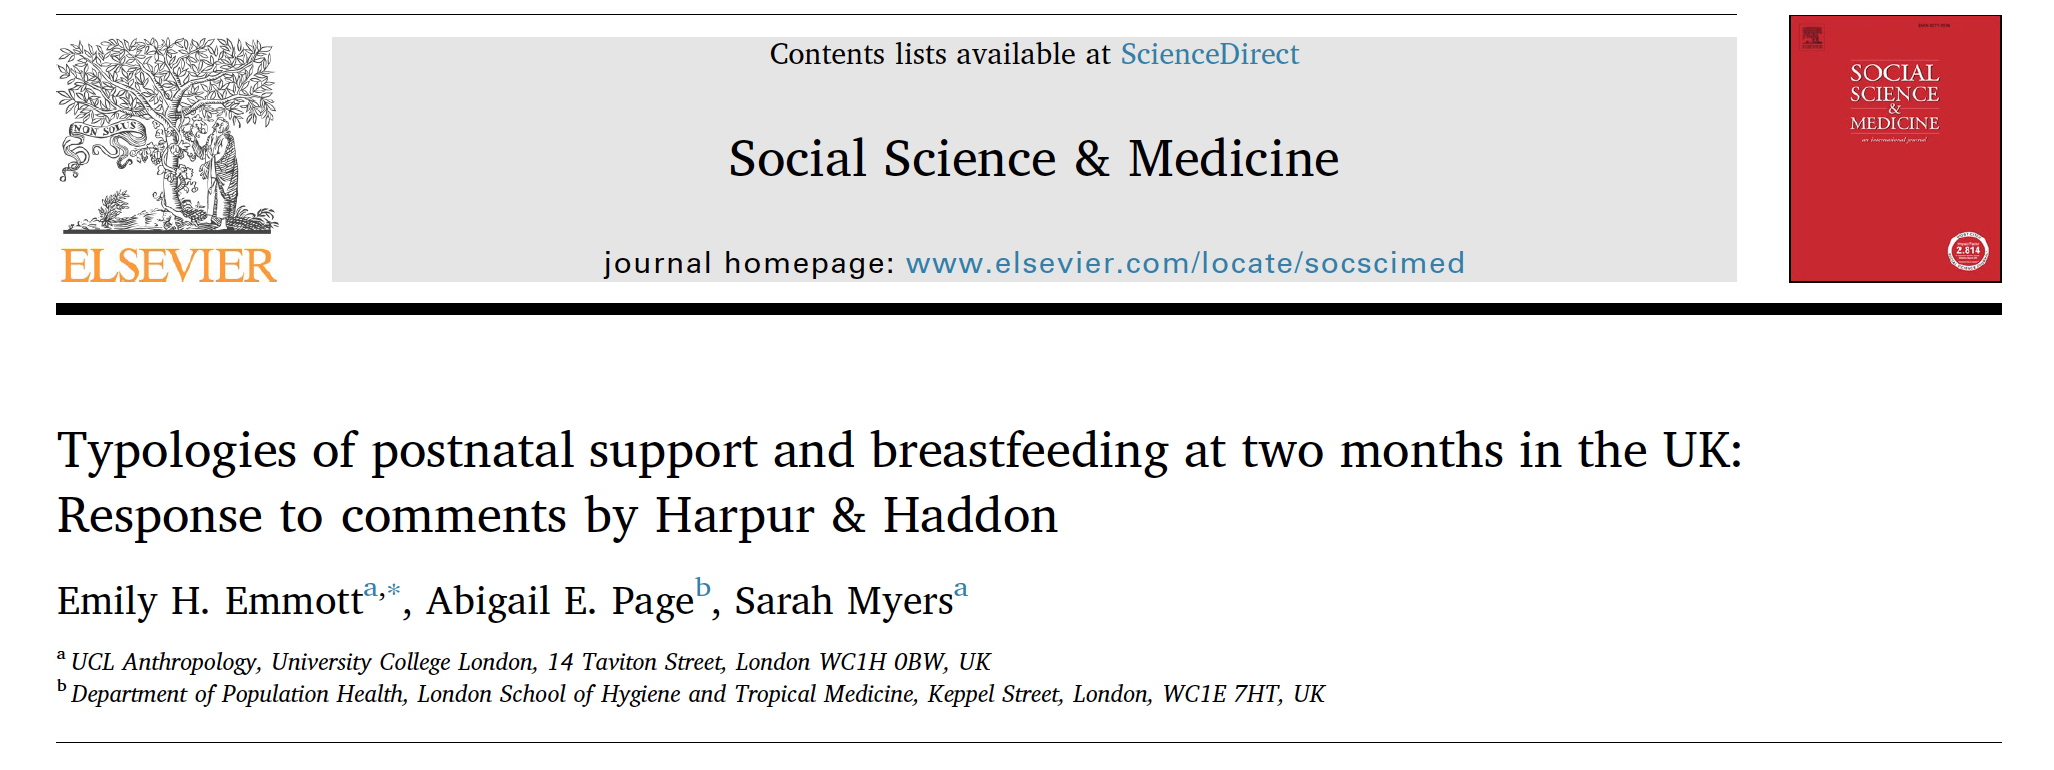 Contents lists available at ScienceDirect
Social Science & Medicine
journal homepage: www.elsevier.com/locate/socscimed
NON SOLUS
ELSEVIER
SOCIAL
SCIENCE
&
MEDICINE
an international journal
2.814
Typologies of postnatal support and breastfeeding at two months in the UK:
Response to comments by Harpur & Haddon
Emily H. Emmott a,*, Abigail E. Page b, Sarah Myers a
a UCL Anthropology, University College London, 14 Taviton Street, London WC1H 0BW, UK
b Department of Population Health, London School of Hygiene and Tropical Medicine, Keppel Street, London, WC1E 7HT, UK